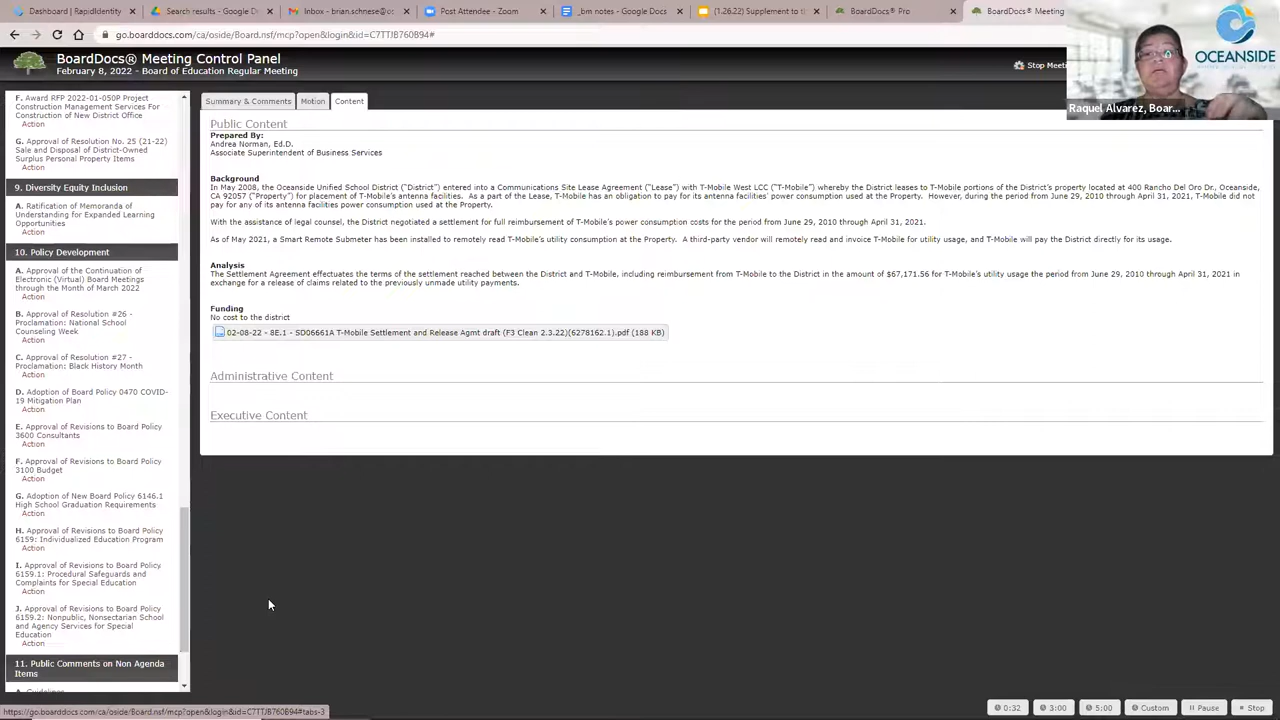 Dashboard | RapidIdentity
Search results - Google D
Inbox - brian.schnese@o
Post Attendee - Zoom
_bm notes - Google Docs
(1.26.22) Supplement to th
BoardDocs® Pro
BoardDocs® Meeting
go.boarddocs.com/ca/oside/Board.nsf/mcp?open&login&id=C7TTJB760B94#
BoardDocs® Meeting Control Panel
February 8, 2022 - Board of Education Regular Meeting
Stop Meeti
OCEANSIDE
Raquel Alvarez, Boar...
F. Award RFP 2022-01-050P Project
Construction Management Services For
Construction of New District Office
Action
G. Approval of Resolution No. 25 (21-22)
Sale and Disposition of District-Owned
Surplus Personal Property Items
Action
9. Diversity Equity Inclusion
A. Ratification of Memoranda of
Understanding for Expanded Learning
Opportunities
Action
10. Policy Development
A. Approval of the Continuation of
Electronic (Virtual) Board Meetings
through the Month of March 2022
Action
B. Approval of Resolution #26 -
Proclamation: National School
Counseling Week
Action
C. Approval of Resolution #27 -
Proclamation: Black History Month
Action
D. Adoption of Board Policy 0470 COVID-
19 Mitigation Plan
Action
E. Approval of Revisions to Board Policy
3600 Consultants
Action
F. Approval of Revisions to Board Policy
3100 Budget
Action
G. Adoption of New Board Policy 6146.1
High School Graduation Requirements
Action
H. Approval of Revisions to Board Policy
6159: Individualized Education Program
Action
I. Approval of Revisions to Board Policy
6159.1: Procedural Safeguards and
Complaints for Special Education
Action
J. Approval of Revisions to Board Policy
6159.2: Nonpublic, Nonsectarian School
and Agency Services for Special
Education
Action
11. Public Comments on Non Agenda
Items
Summary & Comments
Motion
Content
Public Content
Prepared By:
Andrea Norman, Ed.D.
Associate Superintendent of Business Services
Background
In May 2008, the Oceanside Unified School District ("District") entered into a Communications Site Lease Agreement ("Lease") with T-Mobile West LCC ("T-Mobile") whereby the District leases to T-Mobile portions of the District's property located at 400 Rancho Del Oro Dr., Oceanside,
CA 92057 ("Property") for placement of T-Mobile's antenna facilities. As a part of the Lease, T-Mobile has an obligation to pay for its antenna facilities' power consumption used at the Property. However, during the period from June 29, 2010 through April 31, 2021, T-Mobile did not
pay for any of its antenna facilities power consumption used at the Property.
With the assistance of legal counsel, the District negotiated a settlement for full reimbursement of T-Mobile's power consumption costs for the period from June 29, 2010 through April 31, 2021.
As of May 2021, a Smart Remote Submeter has been installed to remotely read T-Mobile's utility consumption at the Property. A third-party vendor will remotely read and invoice T-Mobile for utility usage, and T-Mobile will pay the District directly for its usage.
Analysis
The Settlement Agreement effectuates the terms of the settlement reached between the District and T-Mobile, including reimbursement from T-Mobile to the District in the amount of $67,171.56 for T-Mobile's utility usage the period from June 29, 2010 through April 31, 2021 in
exchange for a release of claims related to the previously unmade utility payments.
Funding
No cost to the district
02-08-22 - 8E.1 - SD06661A T-Mobile Settlement and Release Agmt draft (F3 Clean 2.3.22)(6278162.1).pdf (188 KB)
Administrative Content
Executive Content
https://go.boarddocs.com/ca/oside/Board.nsf/mcp?open&login&id=C7TTJB760B94#tabs-3
0:32
3:00
5:00
Custom
Pause
Stop